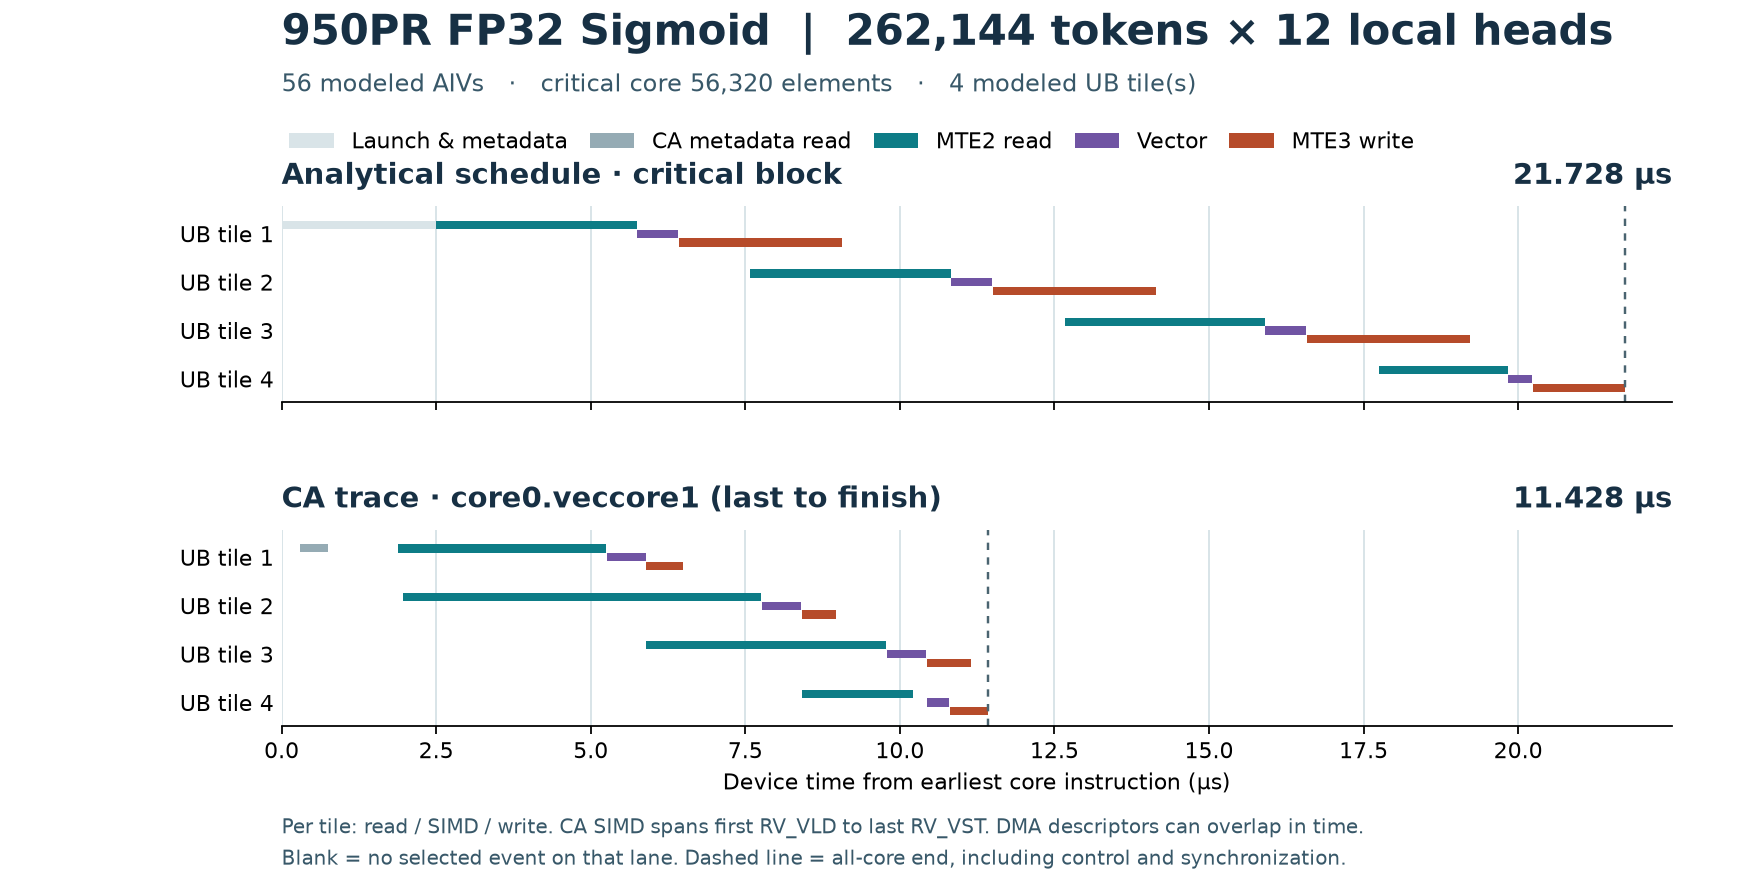 950PR FP32 Sigmoid | 262,144 tokens × 12 local heads
56 modeled AIVs · critical core 56,320 elements · 4 modeled UB tile(s)
Launch & metadata CA metadata read MTE2 read Vector MTE3 write
Analytical schedule · critical block 21.728 µs
UB tile 1
UB tile 2
UB tile 3
UB tile 4
CA trace · core0.veccore1 (last to finish) 11.428 µs
UB tile 1
UB tile 2
UB tile 3
UB tile 4
0.0 2.5 5.0 7.5 10.0 12.5 15.0 17.5 20.0
Device time from earliest core instruction (µs)
Per tile: read / SIMD / write. CA SIMD spans first RV_VLD to last RV_VST. DMA descriptors can overlap in time.
Blank = no selected event on that lane. Dashed line = all-core end, including control and synchronization.